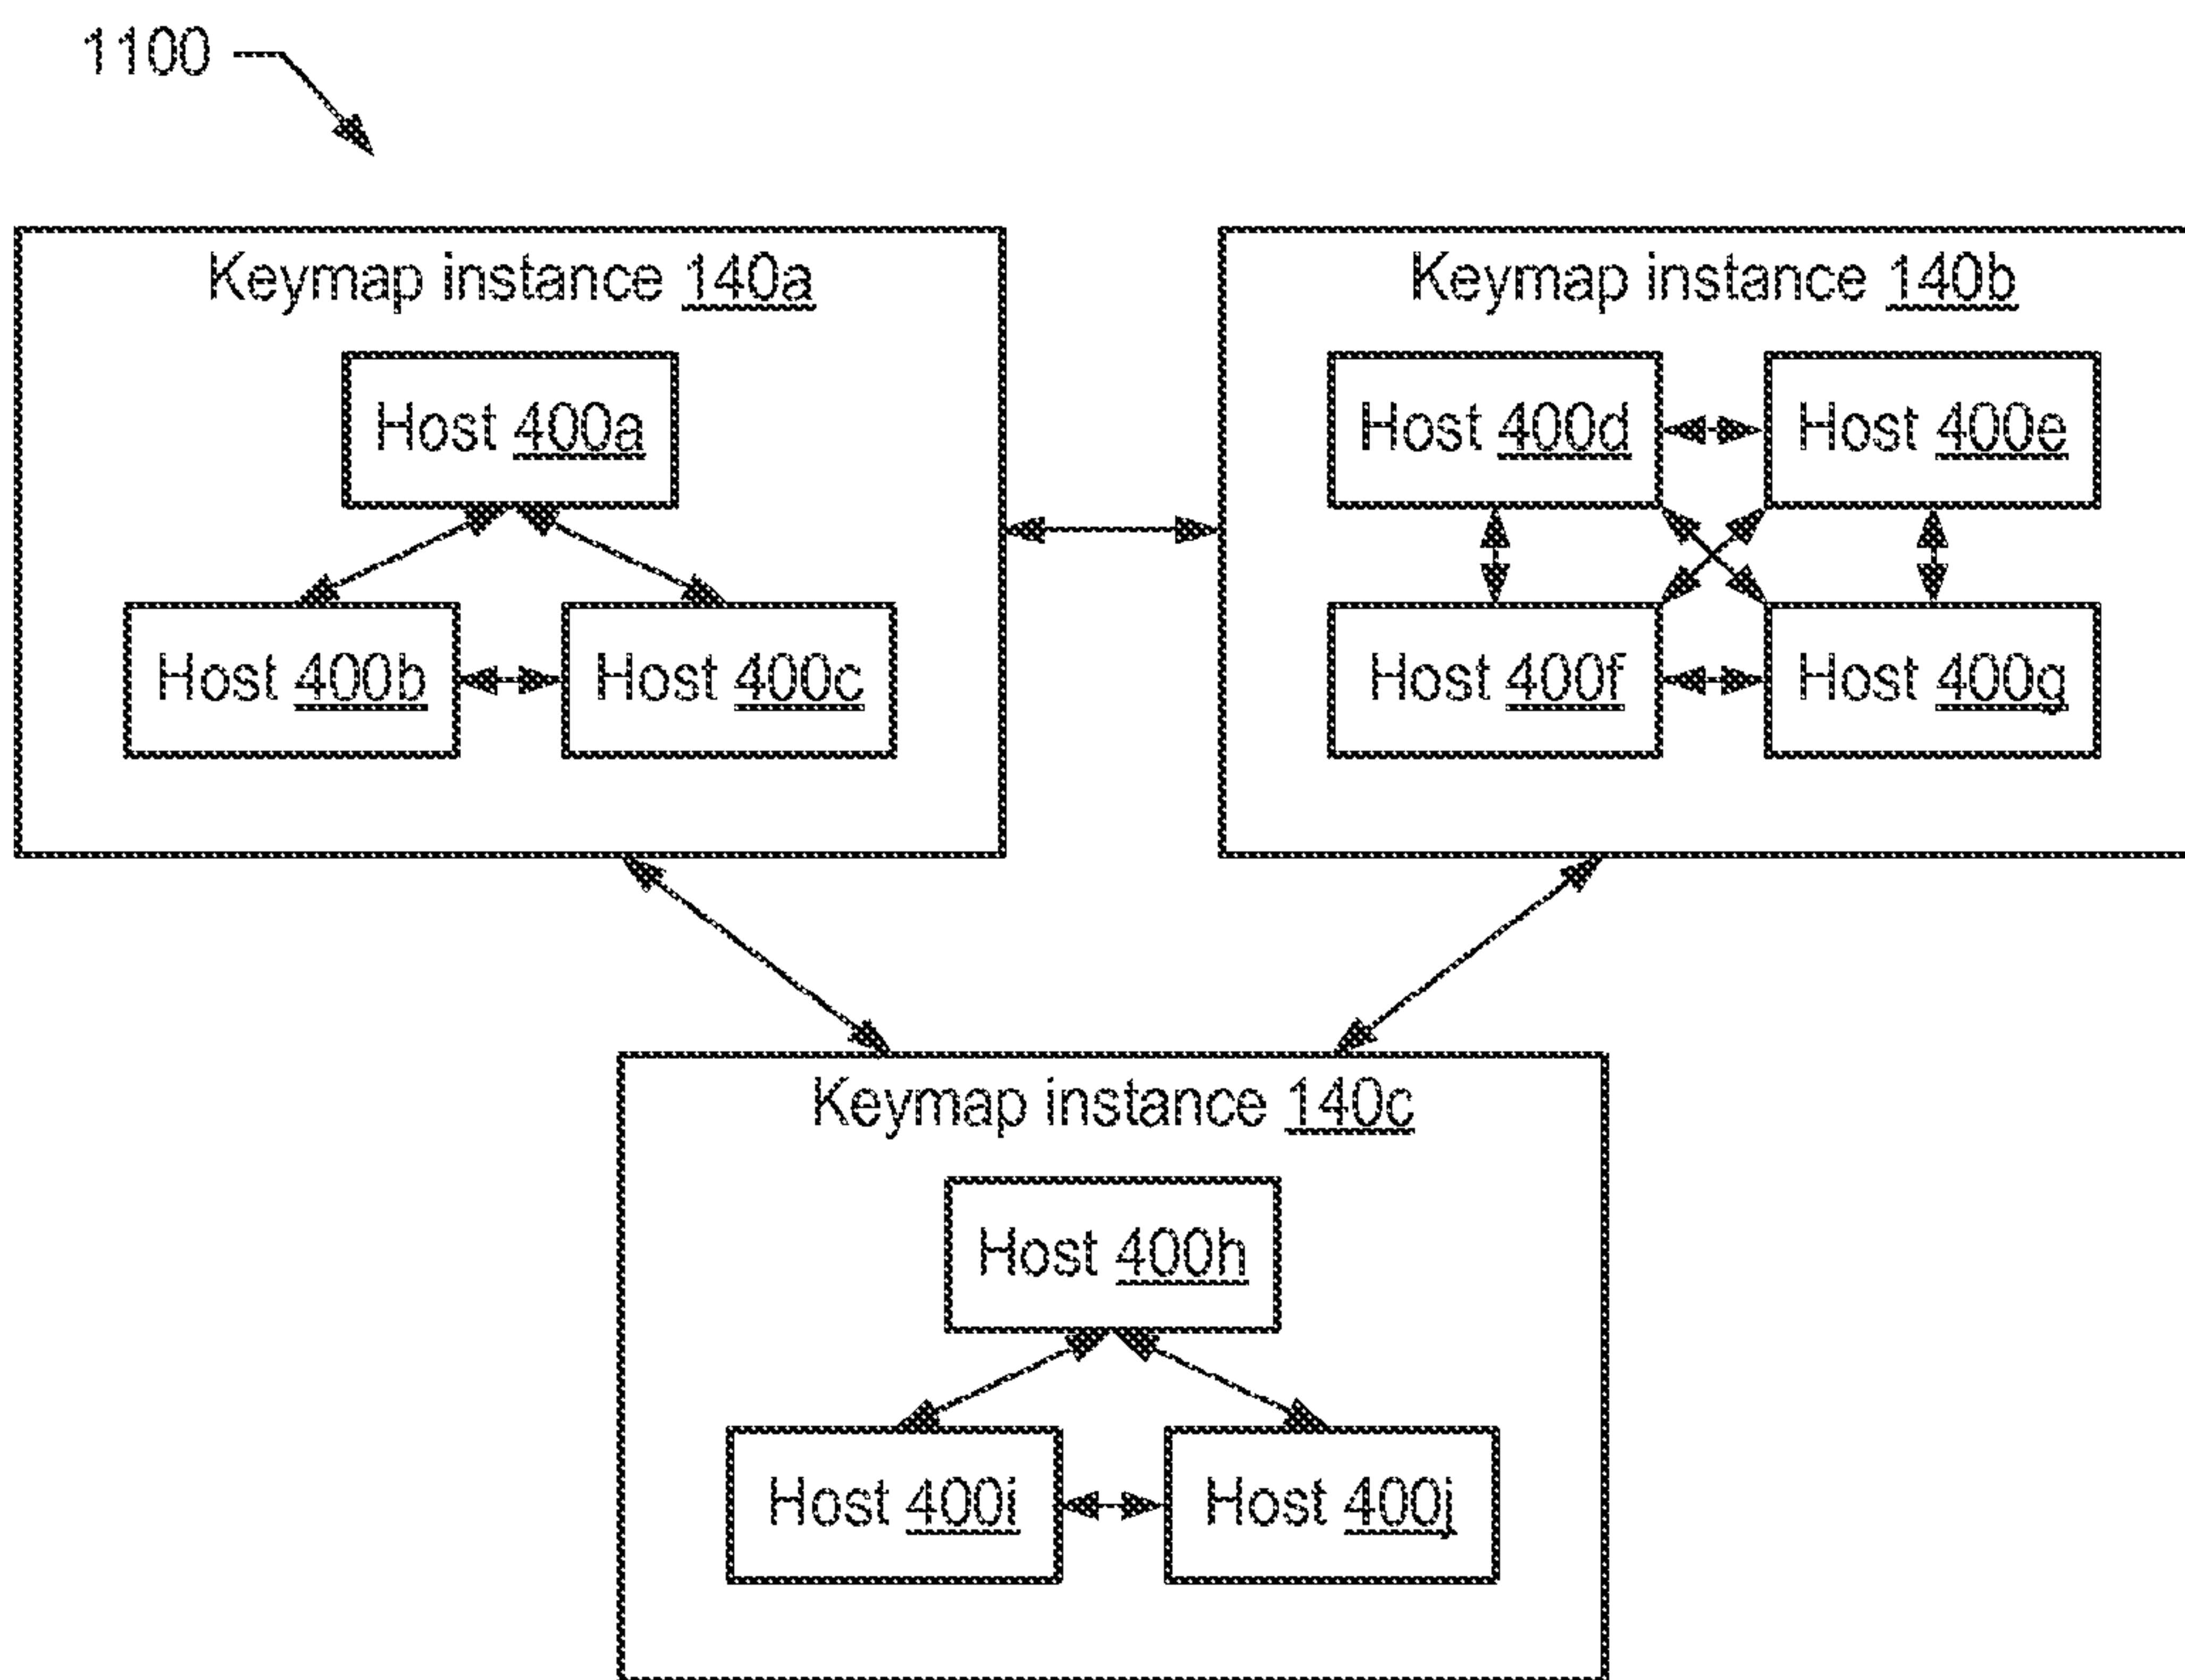 1100
Keymap instance 140a
Host 400a
Host 400b
Host 400c
Keymap instance 140b
Host 400d
Host 400e
Host 400f
Host 400g
Keymap instance 140c
Host 400h
Host 400i
Host 400j